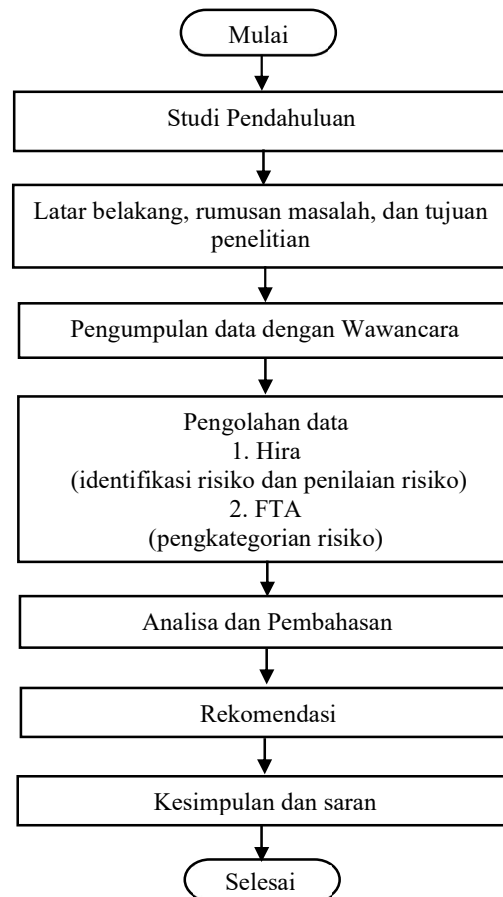 Mulai
Studi Pendahuluan
Latar belakang, rumusan masalah, dan tujuan
penelitian
Pengumpulan data dengan Wawancara
Pengolahan data
1. Hira
(identifikasi risiko dan penilaian risiko)
2. FTA
(pengkategorian risiko)
Analisa dan Pembahasan
Rekomendasi
Kesimpulan dan saran
Selesai